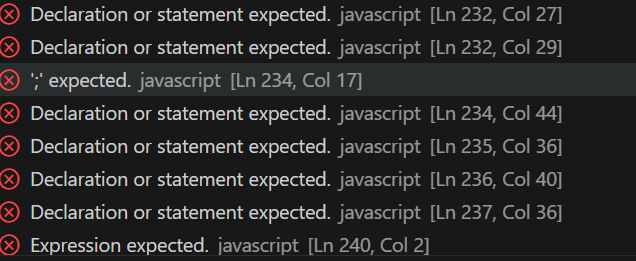 Declaration or statement expected. javascript [Ln 232, Col 27]
Declaration or statement expected. javascript [Ln 232, Col 29]
';' expected. javascript [Ln 234, Col 17]
Declaration or statement expected. javascript [Ln 234, Col 44]
Declaration or statement expected. javascript [Ln 235, Col 36]
Declaration or statement expected. javascript [Ln 236, Col 40]
Declaration or statement expected. javascript [Ln 237, Col 36]
Expression expected. javascript [Ln 240, Col 2]